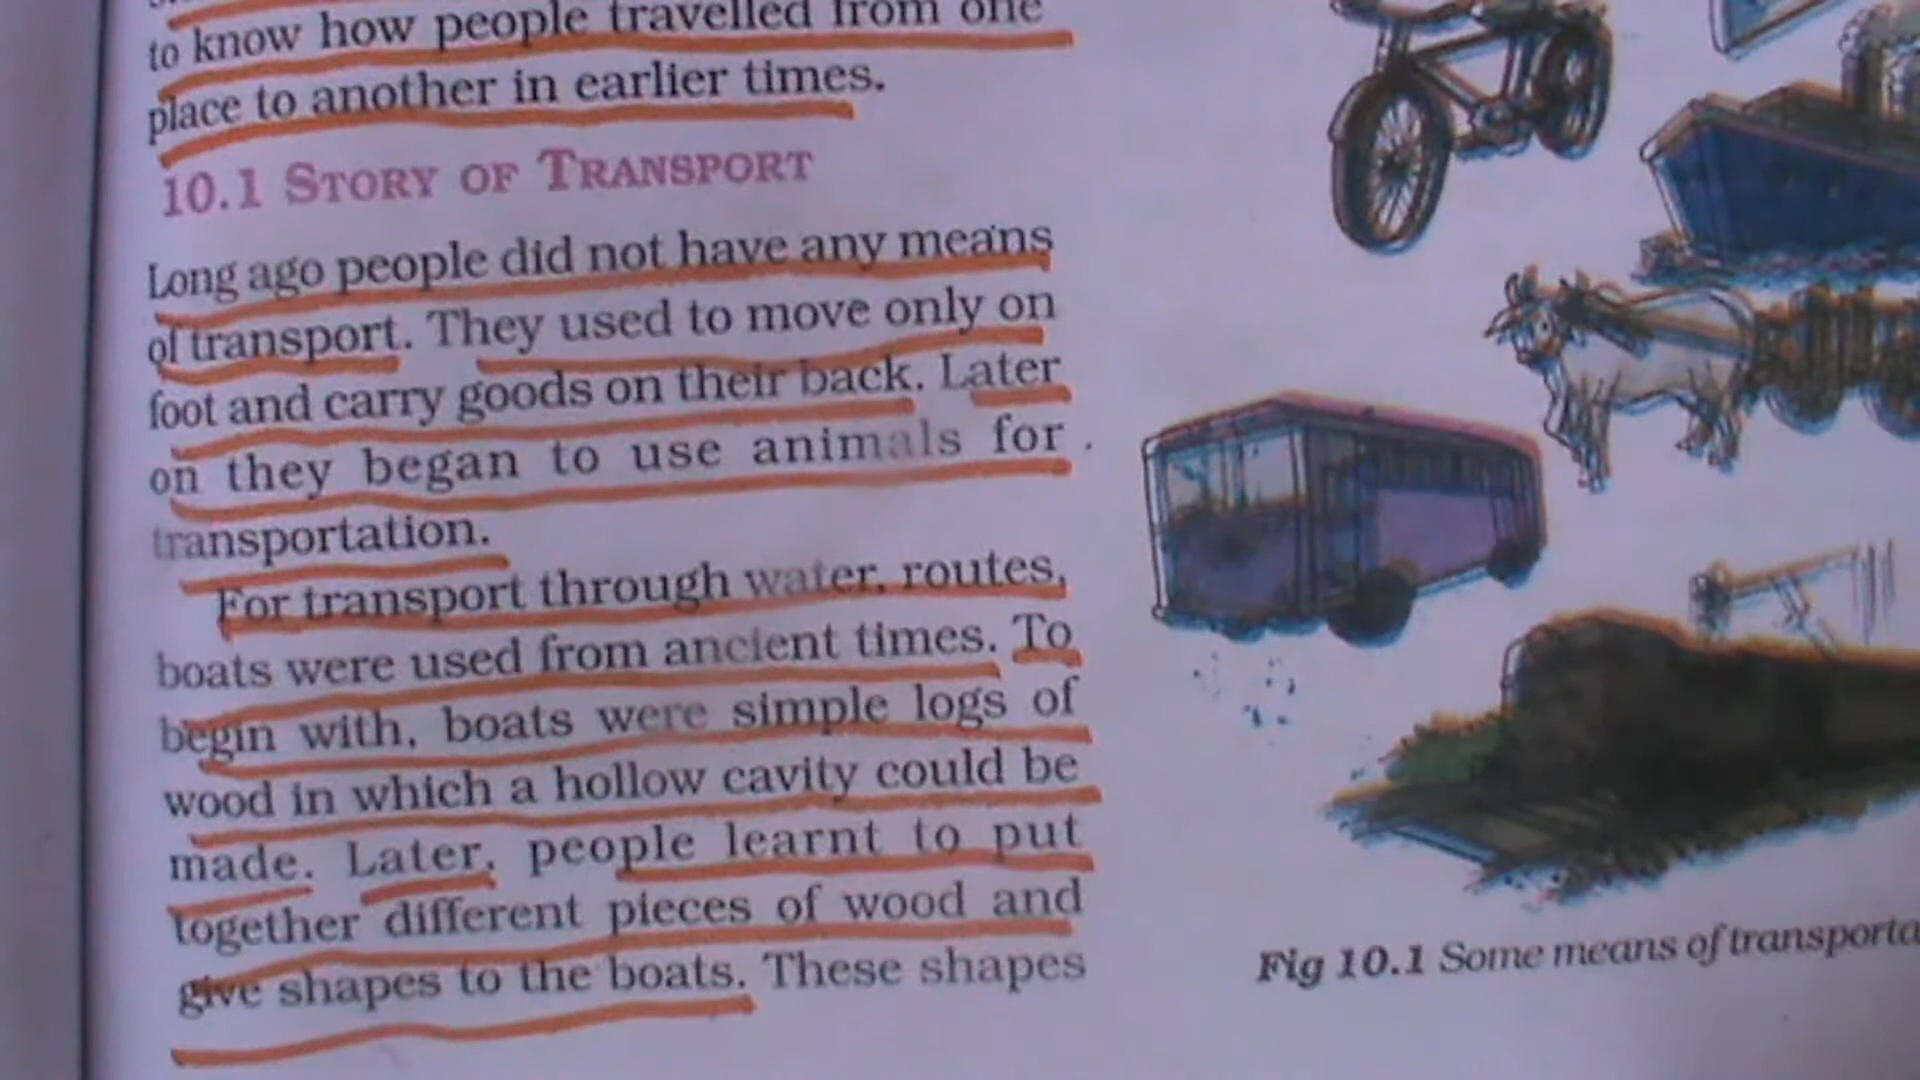 to know how people travelled from one
place to another in earlier times.
10.1 STORY OF TRANSPORT
Long ago people did not have any means
of transport. They used to move only on
foot and carry goods on their back. Later
on they began to use animals for
transportation.
For transport through water, routes,
boats were used from ancient times. To
begin with, boats were simple logs of
wood in which a hollow cavity could be
made. Later, people learnt to put
together different pieces of wood and
give shapes to the boats. These shapes
Fig 10.1 Some means of transporta